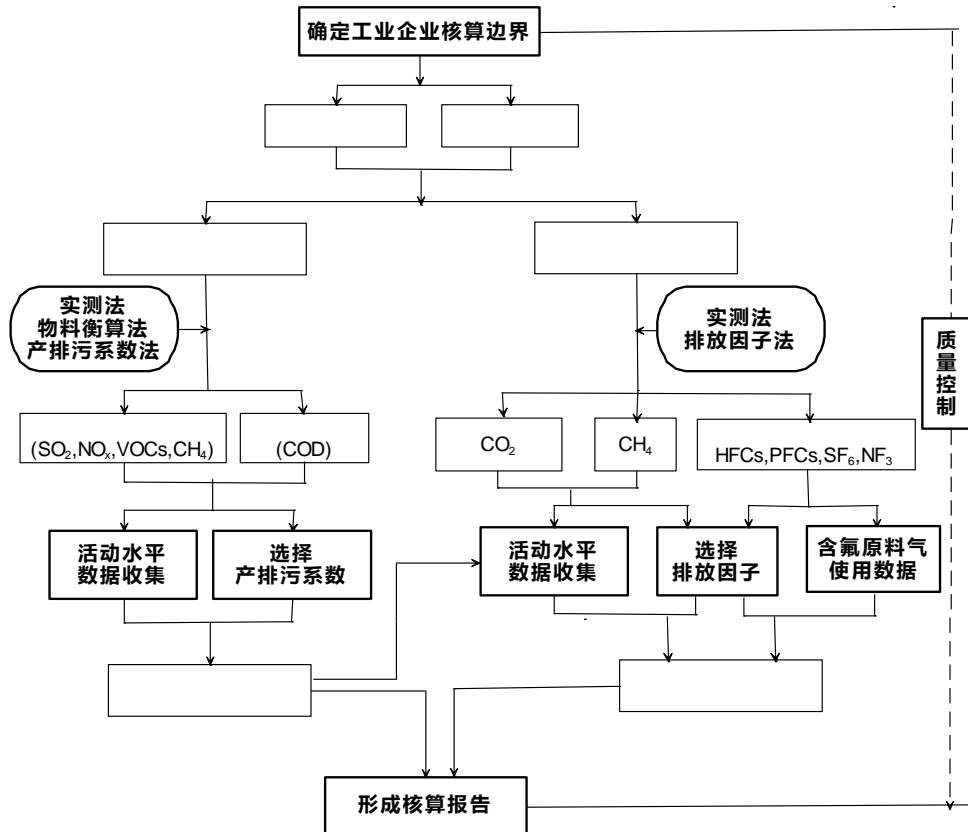 确定工业企业核算边界
实测法
物料衡算法
产排污系数法
实测法
排放因子法
质
量
控
制
(SO₂,NOₓ,VOCs,CH₄)
(COD)
CO₂
CH₄
HFCs,PFCs,SF₆,NF₃
活动水平
数据收集
选择
产排污系数
活动水平
数据收集
选择
排放因子
含氟原料气
使用数据
形成核算报告